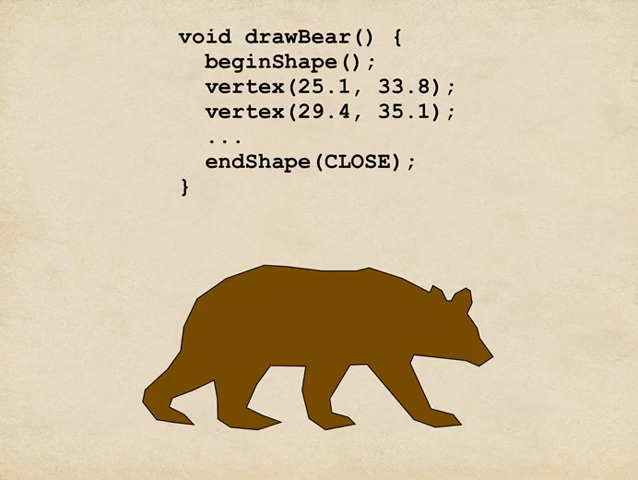 void drawBear() {
beginShape();
vertex(25.1, 33.8);
vertex(29.4, 35.1);
...
endShape(CLOSE);
}